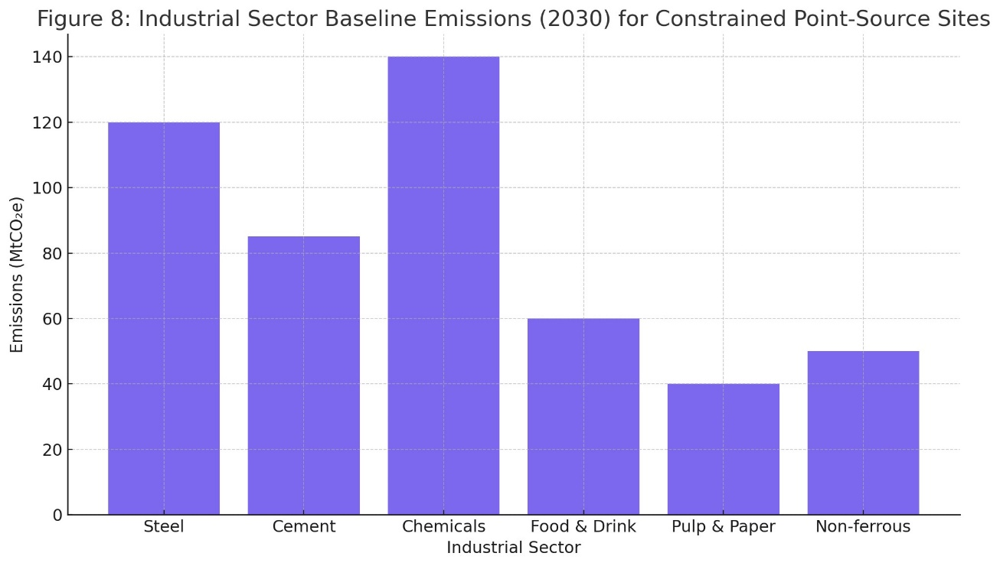 Figure 8: Industrial Sector Baseline Emissions (2030) for Constrained Point-Source Sites
Emissions (MtCO₂e)
140
120
100
80
60
40
20
0
Steel
Cement
Chemicals
Food & Drink
Pulp & Paper
Non-ferrous
Industrial Sector